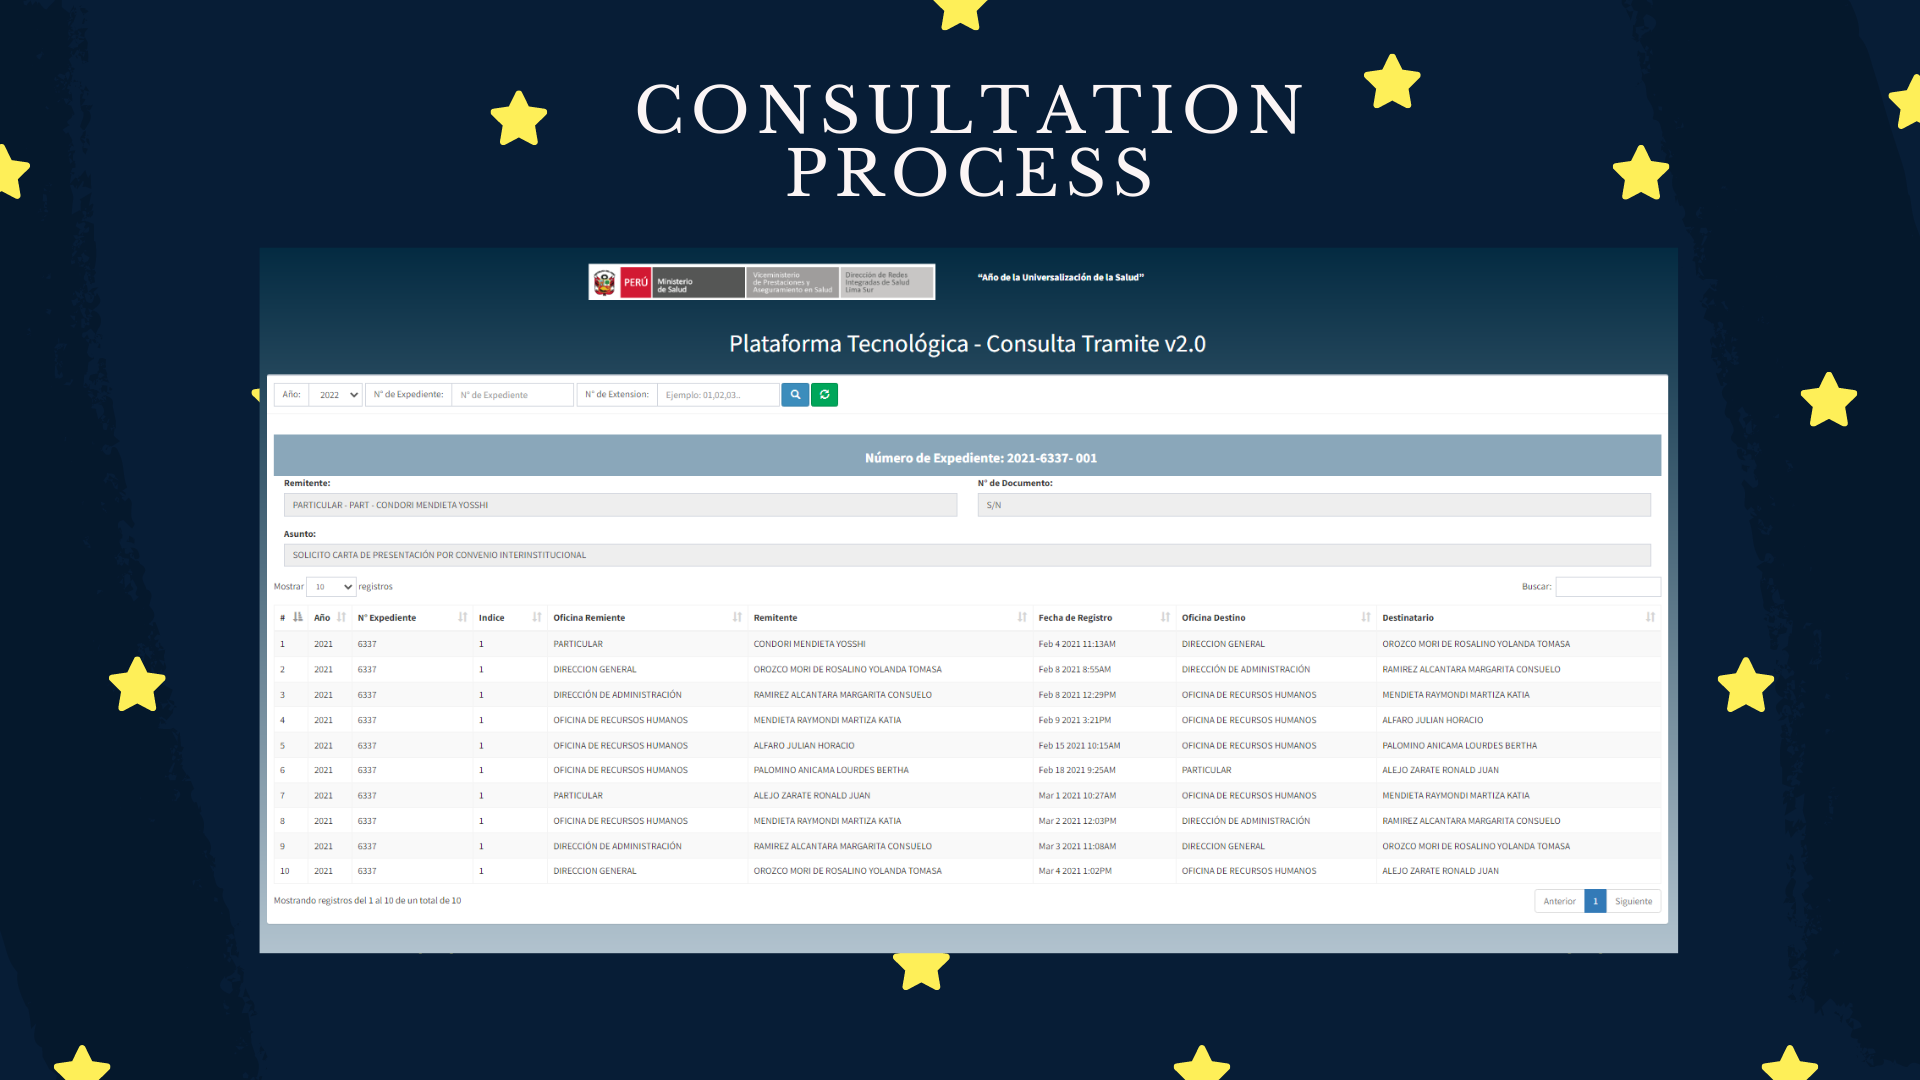 CONSULTATION
PROCESS
PERÚ
Ministerio
de Salud
Viceministerio
de Prestaciones y
Aseguramiento en Salud
Dirección de Redes
Integradas de Salud
Lima Sur
“Año de la Universalización de la Salud”
Plataforma Tecnológica - Consulta Tramite v2.0
Año: 2022 N° de Expediente: N° de Expediente N° de Extension: Ejemplo: 01,02,03..
Número de Expediente: 2021-6337- 001
Remitente: N° de Documento:
PARTICULAR - PART - CONDORI MENDIETA YOSSHI S/N
Asunto:
SOLICITO CARTA DE PRESENTACIÓN POR CONVENIO INTERINSTITUCIONAL
Mostrar 10 registros Buscar:
# Año N° Expediente Indice Oficina Remiente Remitente Fecha de Registro Oficina Destino Destinatario
1 2021 6337 1 PARTICULAR CONDORI MENDIETA YOSSHI Feb 4 2021 11:13AM DIRECCION GENERAL OROZCO MORI DE ROSALINO YOLANDA TOMASA
2 2021 6337 1 DIRECCION GENERAL OROZCO MORI DE ROSALINO YOLANDA TOMASA Feb 8 2021 8:55AM DIRECCIÓN DE ADMINISTRACIÓN RAMIREZ ALCANTARA MARGARITA CONSUELO
3 2021 6337 1 DIRECCIÓN DE ADMINISTRACIÓN RAMIREZ ALCANTARA MARGARITA CONSUELO Feb 8 2021 12:29PM OFICINA DE RECURSOS HUMANOS MENDIETA RAYMONDI MARTIZA KATIA
4 2021 6337 1 OFICINA DE RECURSOS HUMANOS MENDIETA RAYMONDI MARTIZA KATIA Feb 9 2021 3:21PM OFICINA DE RECURSOS HUMANOS ALFARO JULIAN HORACIO
5 2021 6337 1 OFICINA DE RECURSOS HUMANOS ALFARO JULIAN HORACIO Feb 15 2021 10:15AM OFICINA DE RECURSOS HUMANOS PALOMINO ANICAMA LOURDES BERTHA
6 2021 6337 1 OFICINA DE RECURSOS HUMANOS PALOMINO ANICAMA LOURDES BERTHA Feb 18 2021 9:25AM PARTICULAR ALEJO ZARATE RONALD JUAN
7 2021 6337 1 PARTICULAR ALEJO ZARATE RONALD JUAN Mar 1 2021 10:27AM OFICINA DE RECURSOS HUMANOS MENDIETA RAYMONDI MARTIZA KATIA
8 2021 6337 1 OFICINA DE RECURSOS HUMANOS MENDIETA RAYMONDI MARTIZA KATIA Mar 2 2021 12:03PM DIRECCIÓN DE ADMINISTRACIÓN RAMIREZ ALCANTARA MARGARITA CONSUELO
9 2021 6337 1 DIRECCIÓN DE ADMINISTRACIÓN RAMIREZ ALCANTARA MARGARITA CONSUELO Mar 3 2021 11:08AM DIRECCION GENERAL OROZCO MORI DE ROSALINO YOLANDA TOMASA
10 2021 6337 1 DIRECCION GENERAL OROZCO MORI DE ROSALINO YOLANDA TOMASA Mar 4 2021 1:02PM OFICINA DE RECURSOS HUMANOS ALEJO ZARATE RONALD JUAN
Mostrando registros del 1 al 10 de un total de 10 Anterior 1 Siguiente